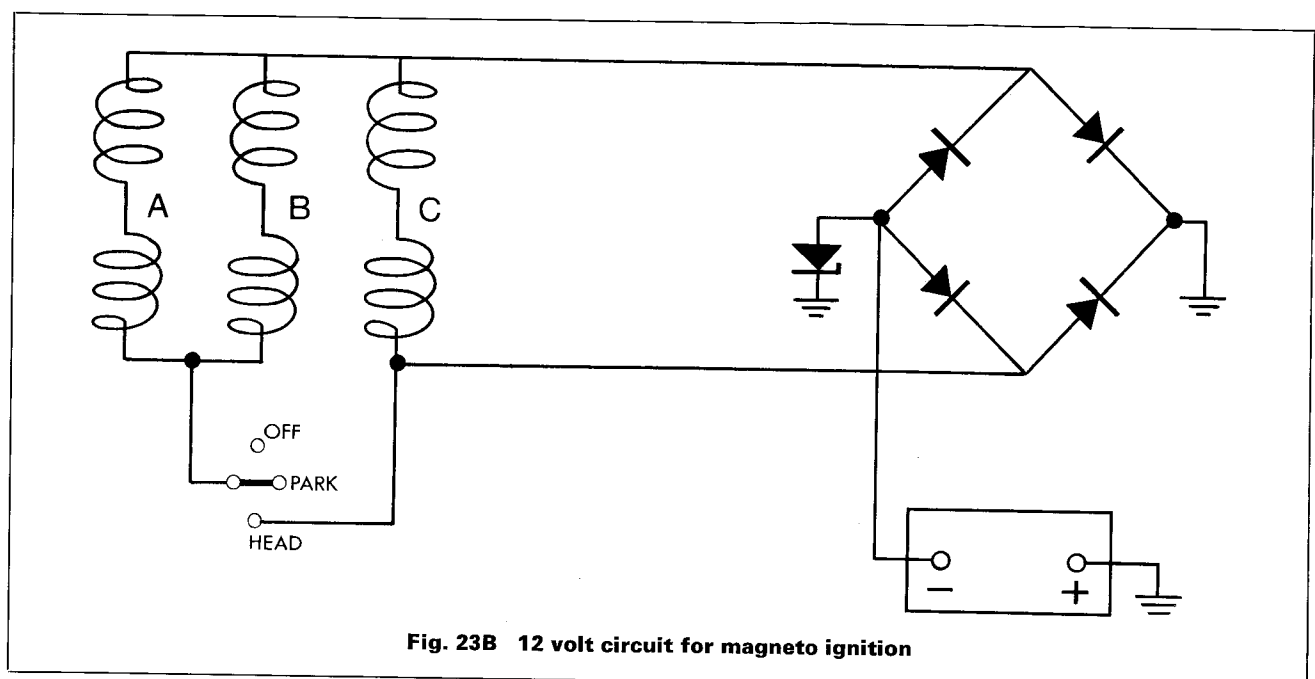 A
B
C
OFF
PARK
HEAD
−
+
Fig. 23B 12 volt circuit for magneto ignition